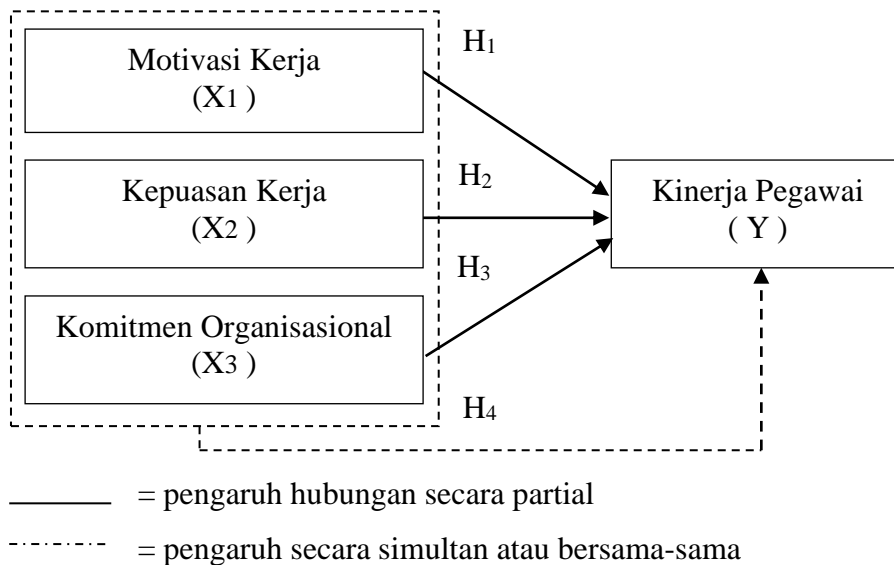 Motivasi Kerja
(X1 )
H1
Kepuasan Kerja
(X2 )
H2
Kinerja Pegawai
( Y )
H3
Komitmen Organisasional
(X3 )
H4
= pengaruh hubungan secara partial
= pengaruh secara simultan atau bersama-sama